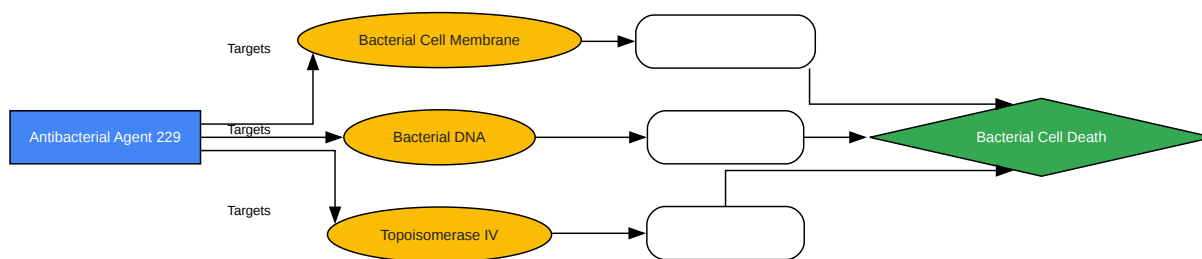 Targets
Bacterial Cell Membrane
Antibacterial Agent 229
Targets
Bacterial DNA
Bacterial Cell Death
Targets
Topoisomerase IV